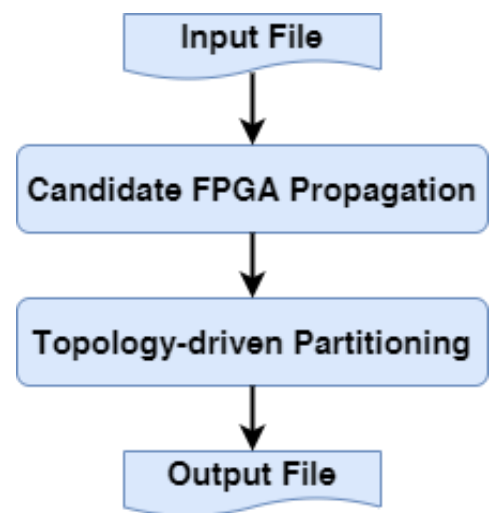 Input File
Candidate FPGA Propagation
Topology-driven Partitioning
Output File